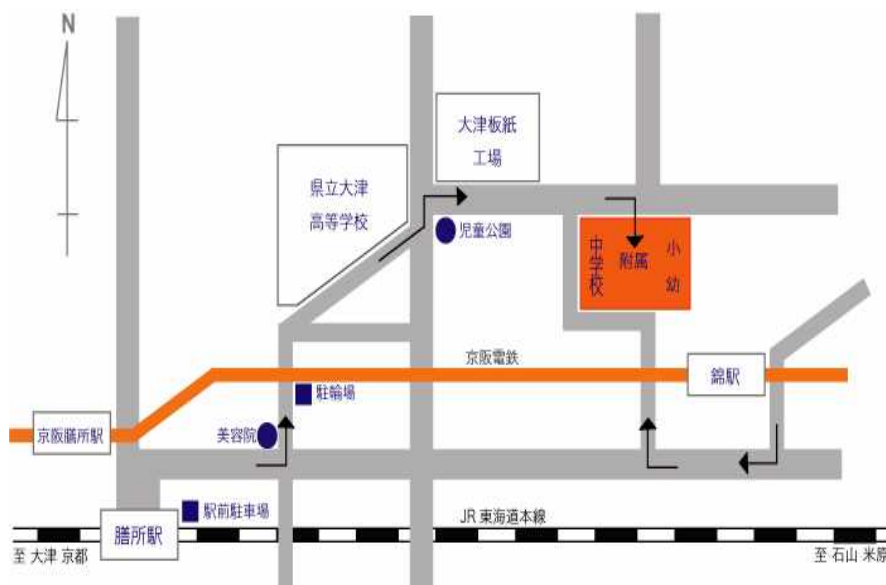 N
大津板紙
工場
県立大津
高等学校
児童公園
中学校
附属
小
幼
京阪電鉄
錦駅
駐輪場
京阪膳所駅
美容院
駅前駐車場
膳所駅
JR東海道本線
至 大津 京都
至 石山 米原